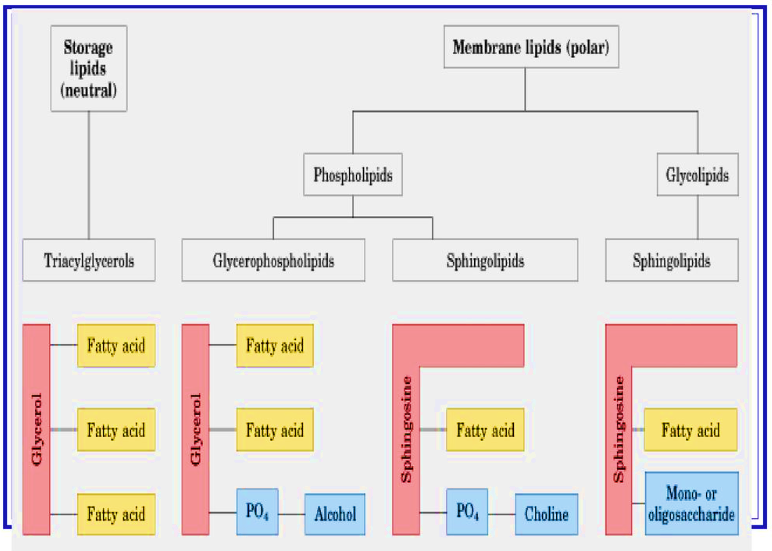 Storage
lipids
(neutral)
Membrane lipids (polar)
Phospholipids
Glycolipids
Triacylglycerols
Glycerophospholipids
Sphingolipids
Sphingolipids
Glycerol
Fatty acid
Fatty acid
Fatty acid
Glycerol
Fatty acid
Fatty acid
PO₄
Alcohol
Sphingosine
Fatty acid
PO₄
Choline
Sphingosine
Fatty acid
Mono- or
oligosaccharide